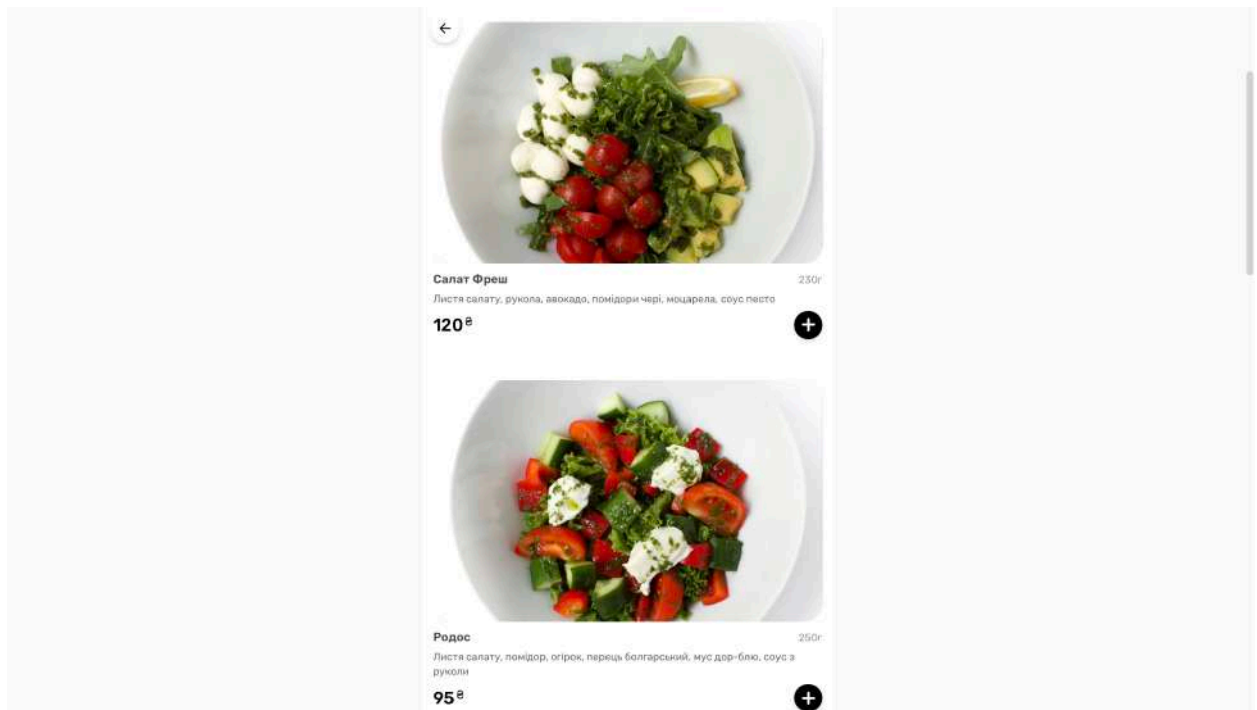 Салат Фреш 230г
Листя салату, рукола, авокадо, помідори чері, моцарела, соус песто
120₴
Родос 250г
Листя салату, помідор, огірок, перець болгарський, мус дор-блю, соус з
руколи
95₴